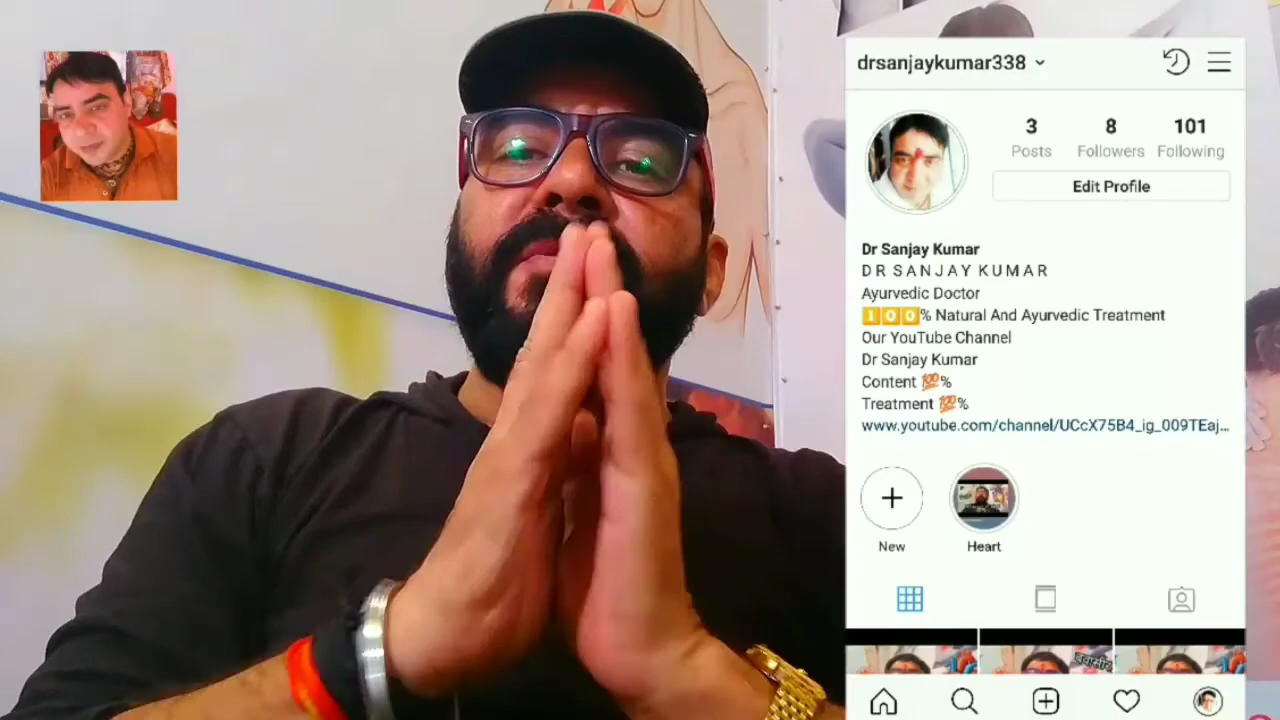 drsanjaykumar338
3 8 101
Posts Followers Following
Edit Profile
Dr Sanjay Kumar
D R S A N J A Y K U M A R
Ayurvedic Doctor
100% Natural And Ayurvedic Treatment
Our YouTube Channel
Dr Sanjay Kumar
Content 💯%
Treatment 💯%
www.youtube.com/channel/UCcX75B4_ig_009TEaj...
New Heart
बवासीर